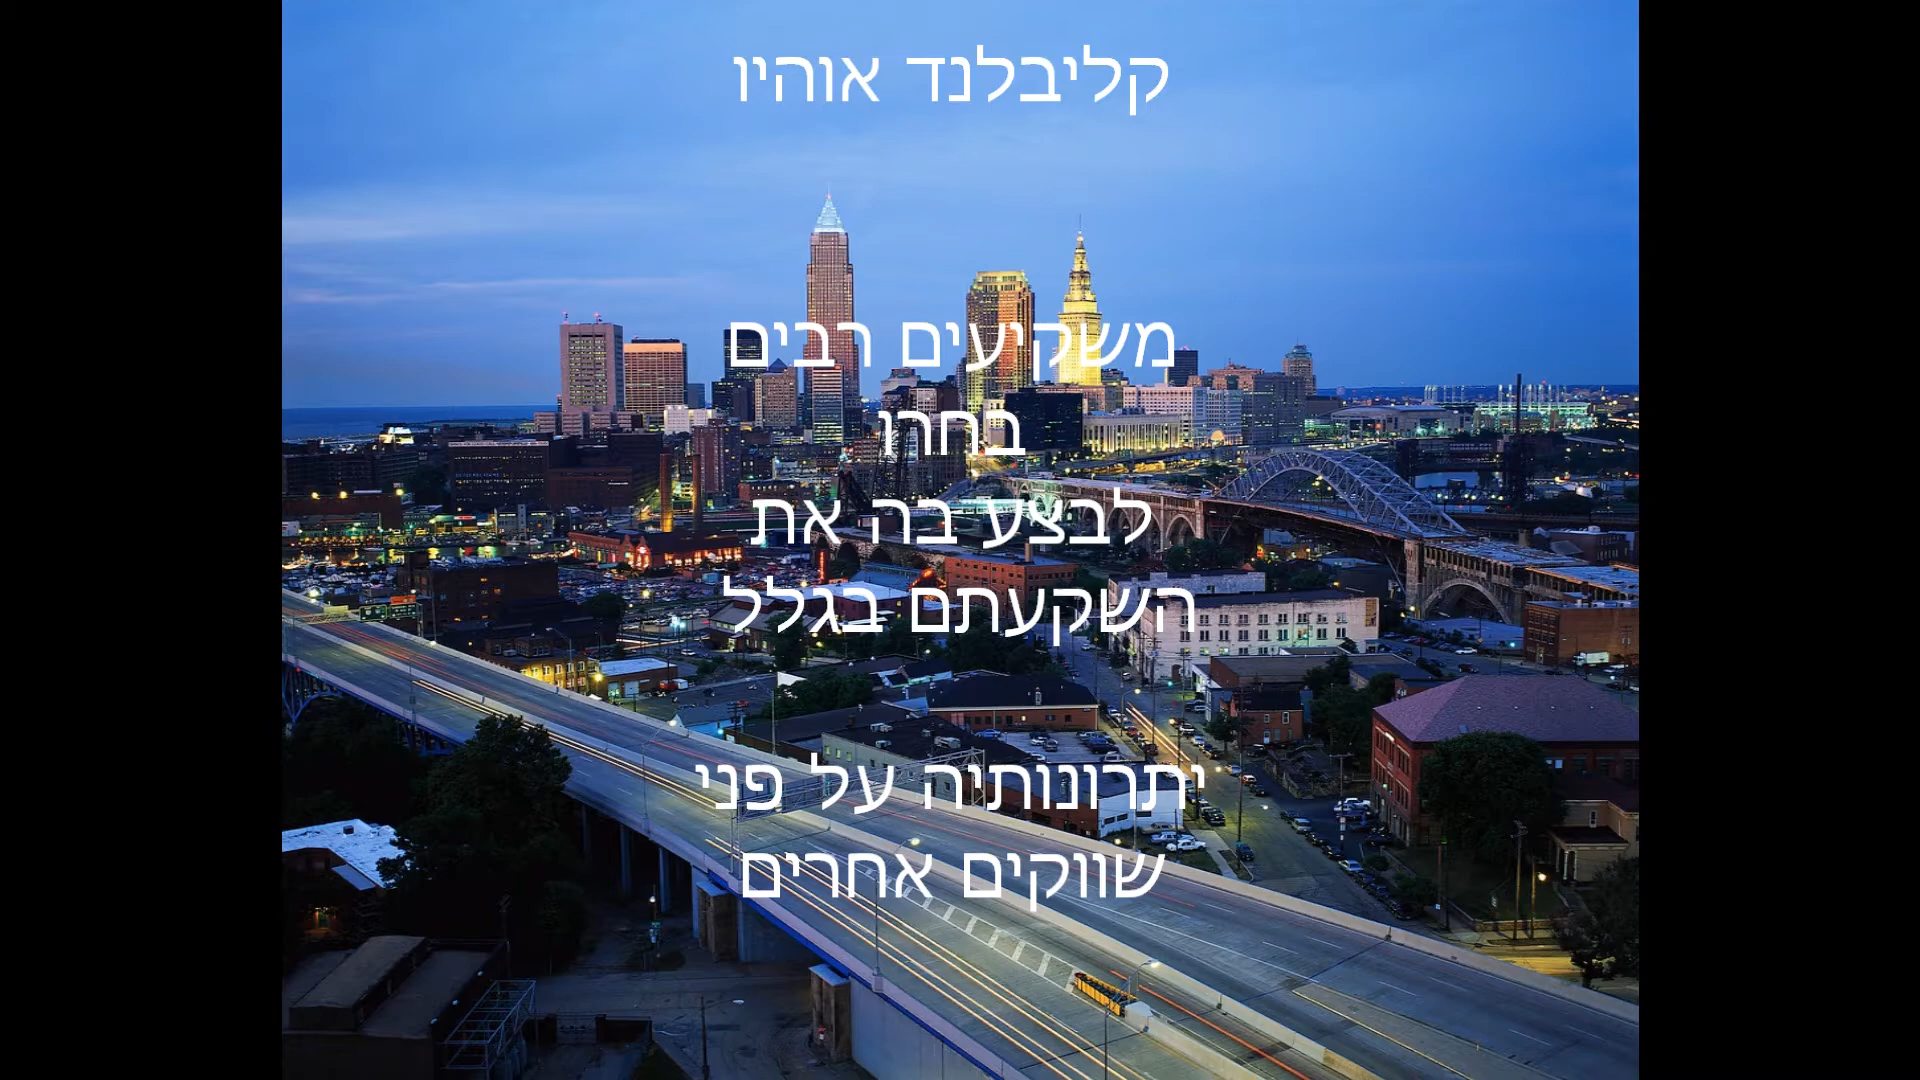 קליבלנד אוהיו
משקיעים רבים
בחרו
לבצע בה את
השקעתם בגלל
יתרונותיה על פני
שווקים אחרים